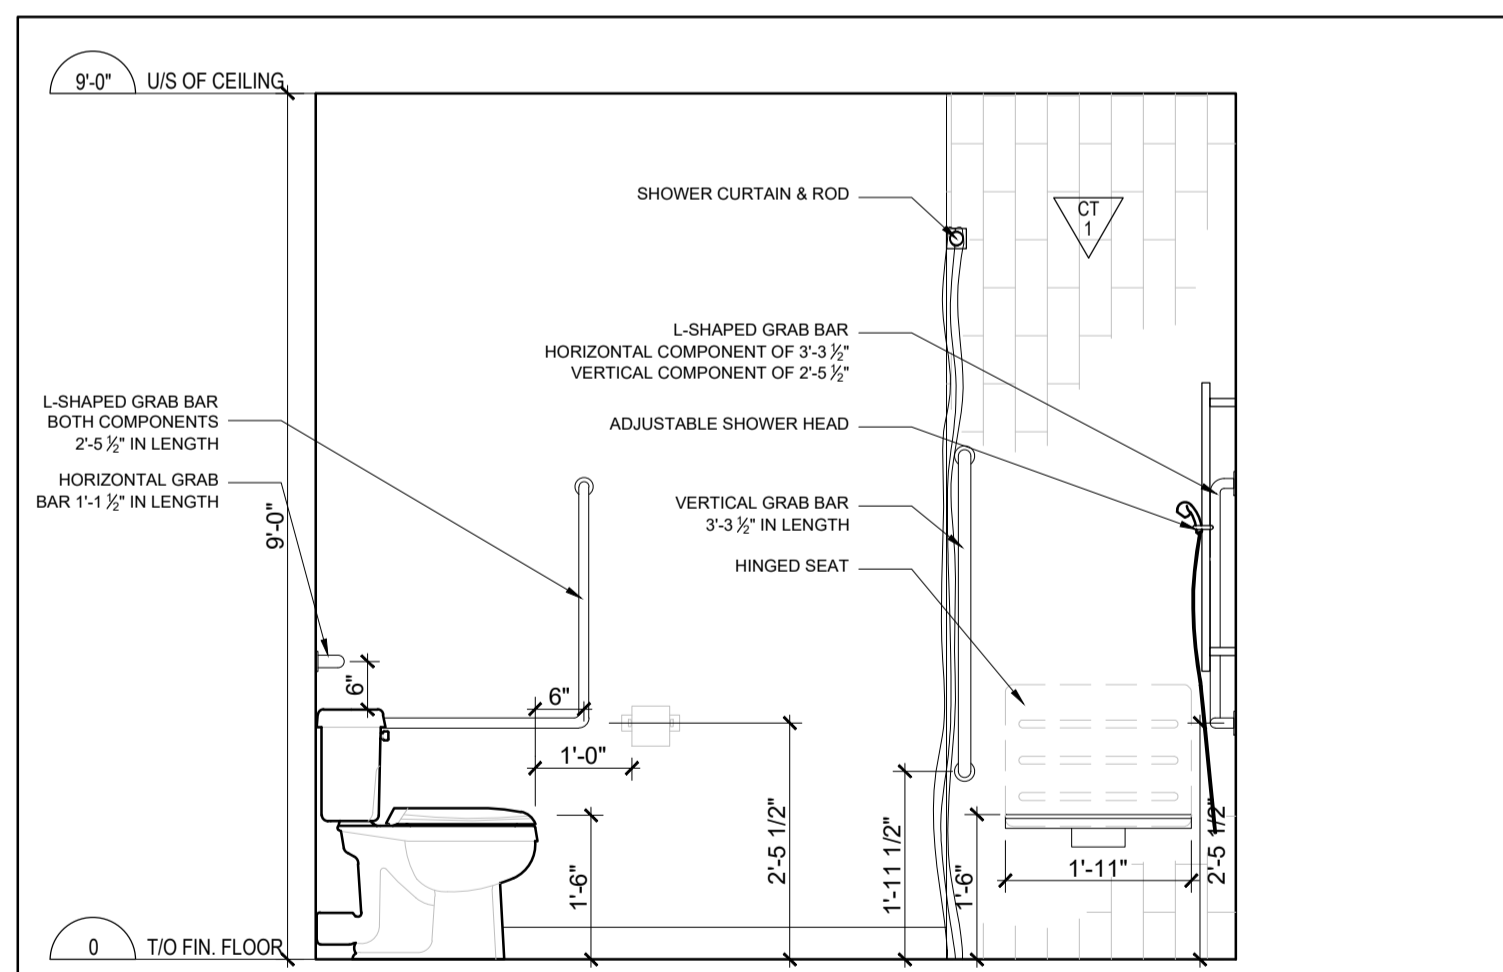 9'-0" U/S OF CEILING
SHOWER CURTAIN & ROD
CT
1
L-SHAPED GRAB BAR
HORIZONTAL COMPONENT OF 3'-3 ½"
VERTICAL COMPONENT OF 2'-5 ½"
L-SHAPED GRAB BAR
BOTH COMPONENTS
2'-5 ½" IN LENGTH
ADJUSTABLE SHOWER HEAD
HORIZONTAL GRAB
BAR 1'-1 ½" IN LENGTH
VERTICAL GRAB BAR
3'-3 ½" IN LENGTH
9'-0"
HINGED SEAT
6"
6"
1'-0"
1'-6"
2'-5 1/2"
1'-11 1/2"
1'-6"
1'-11"
2'-5 1/2"
0 T/O FIN. FLOOR